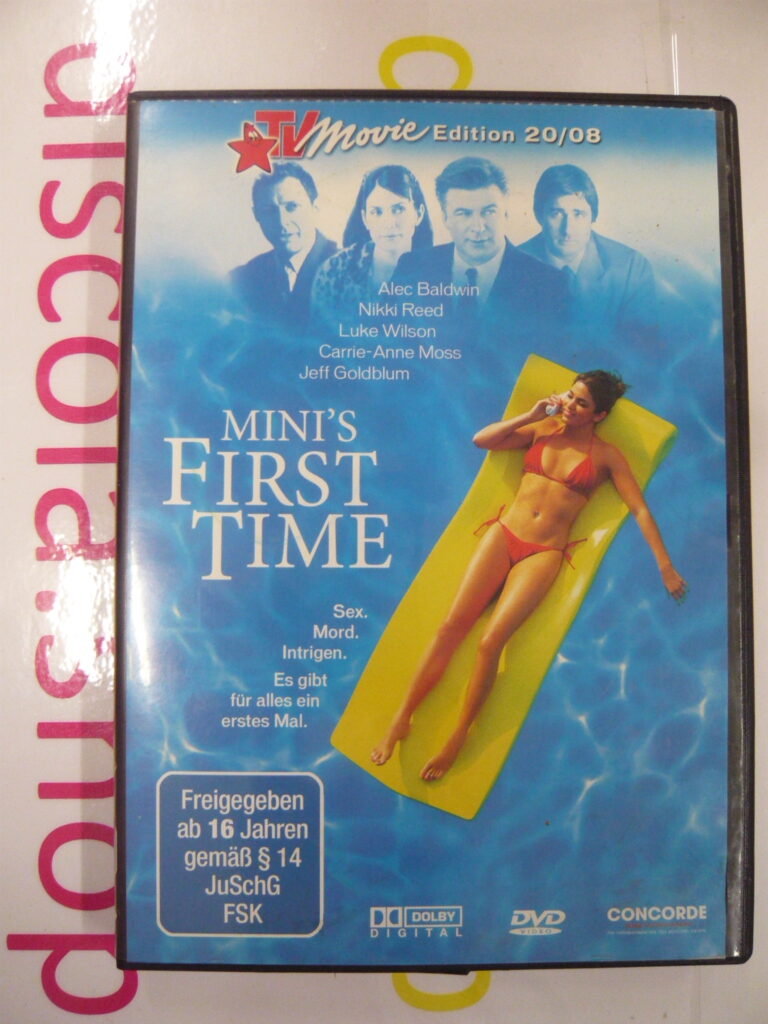 TV Movie Edition 20/08
Alec Baldwin
Nikki Reed
Luke Wilson
Carrie-Anne Moss
Jeff Goldblum
MINI'S
FIRST
TIME
Sex.
Mord.
Intrigen.
Es gibt
für alles ein
erstes Mal.
Freigegeben
ab 16 Jahren
gemäß § 14
JuSchG
FSK
DOLBY
DIGITAL
DVD
VIDEO
CONCORDE
discola.shop